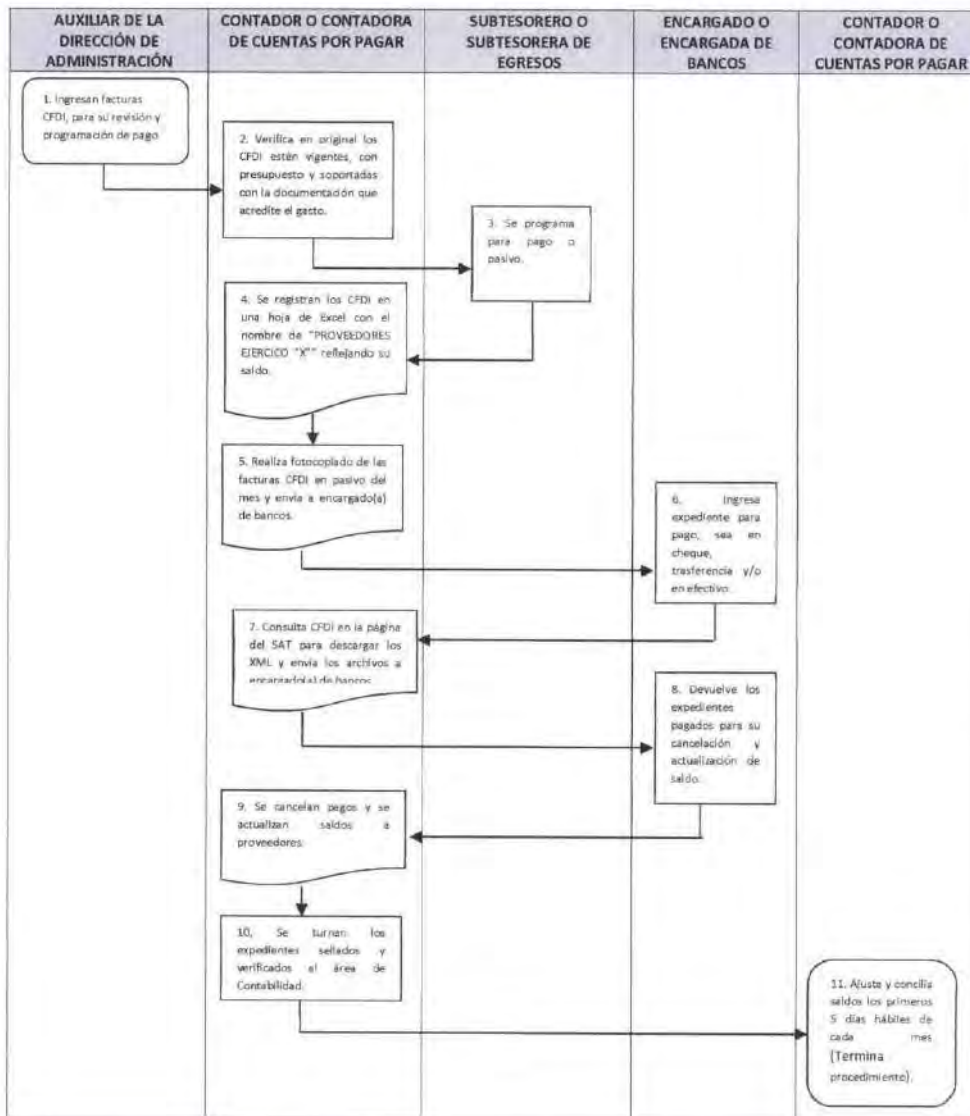 AUXILIAR DE LA
DIRECCIÓN DE
ADMINISTRACIÓN
CONTADOR O CONTADORA
DE CUENTAS POR PAGAR
SUBTESORERO O
SUBTESORERA DE
EGRESOS
ENCARGADO O
ENCARGADA DE
BANCOS
CONTADOR O
CONTADORA DE
CUENTAS POR PAGAR
1. Ingresan facturas
CFDI, para su revisión y
programación de pago
2. Verifica en original los
CFDI estén vigentes, con
presupuesto y soportadas
con la documentación que
acredite el gasto.
3. Se programa
para pago o
pasivo.
4. Se registran los CFDI en
una hoja de Excel con el
nombre de "PROVEEDORES
EJERCICO "X"" reflejando su
saldo.
5. Realiza fotocopiado de las
facturas CFDI en pasivo del
mes y envia a encargado(a)
de bancos.
6. Ingresa
expediente para
pago, sea en
cheque,
trasferencia y/o
en efectivo.
7. Consulta CFDI en la página
del SAT para descargar los
XML y envia los archivos a
encargado(a) de bancos
8. Devuelve los
expedientes
pagados para su
cancelación y
actualización de
saldo.
9. Se cancelan pagos y se
actualizan saldos a
proveedores.
10. Se turnan los
expedientes sellados y
verificados al área de
Contabilidad.
11. Ajusta y concilia
saldos los primeros
5 días hábiles de
cada mes
(Termina
procedimiento).